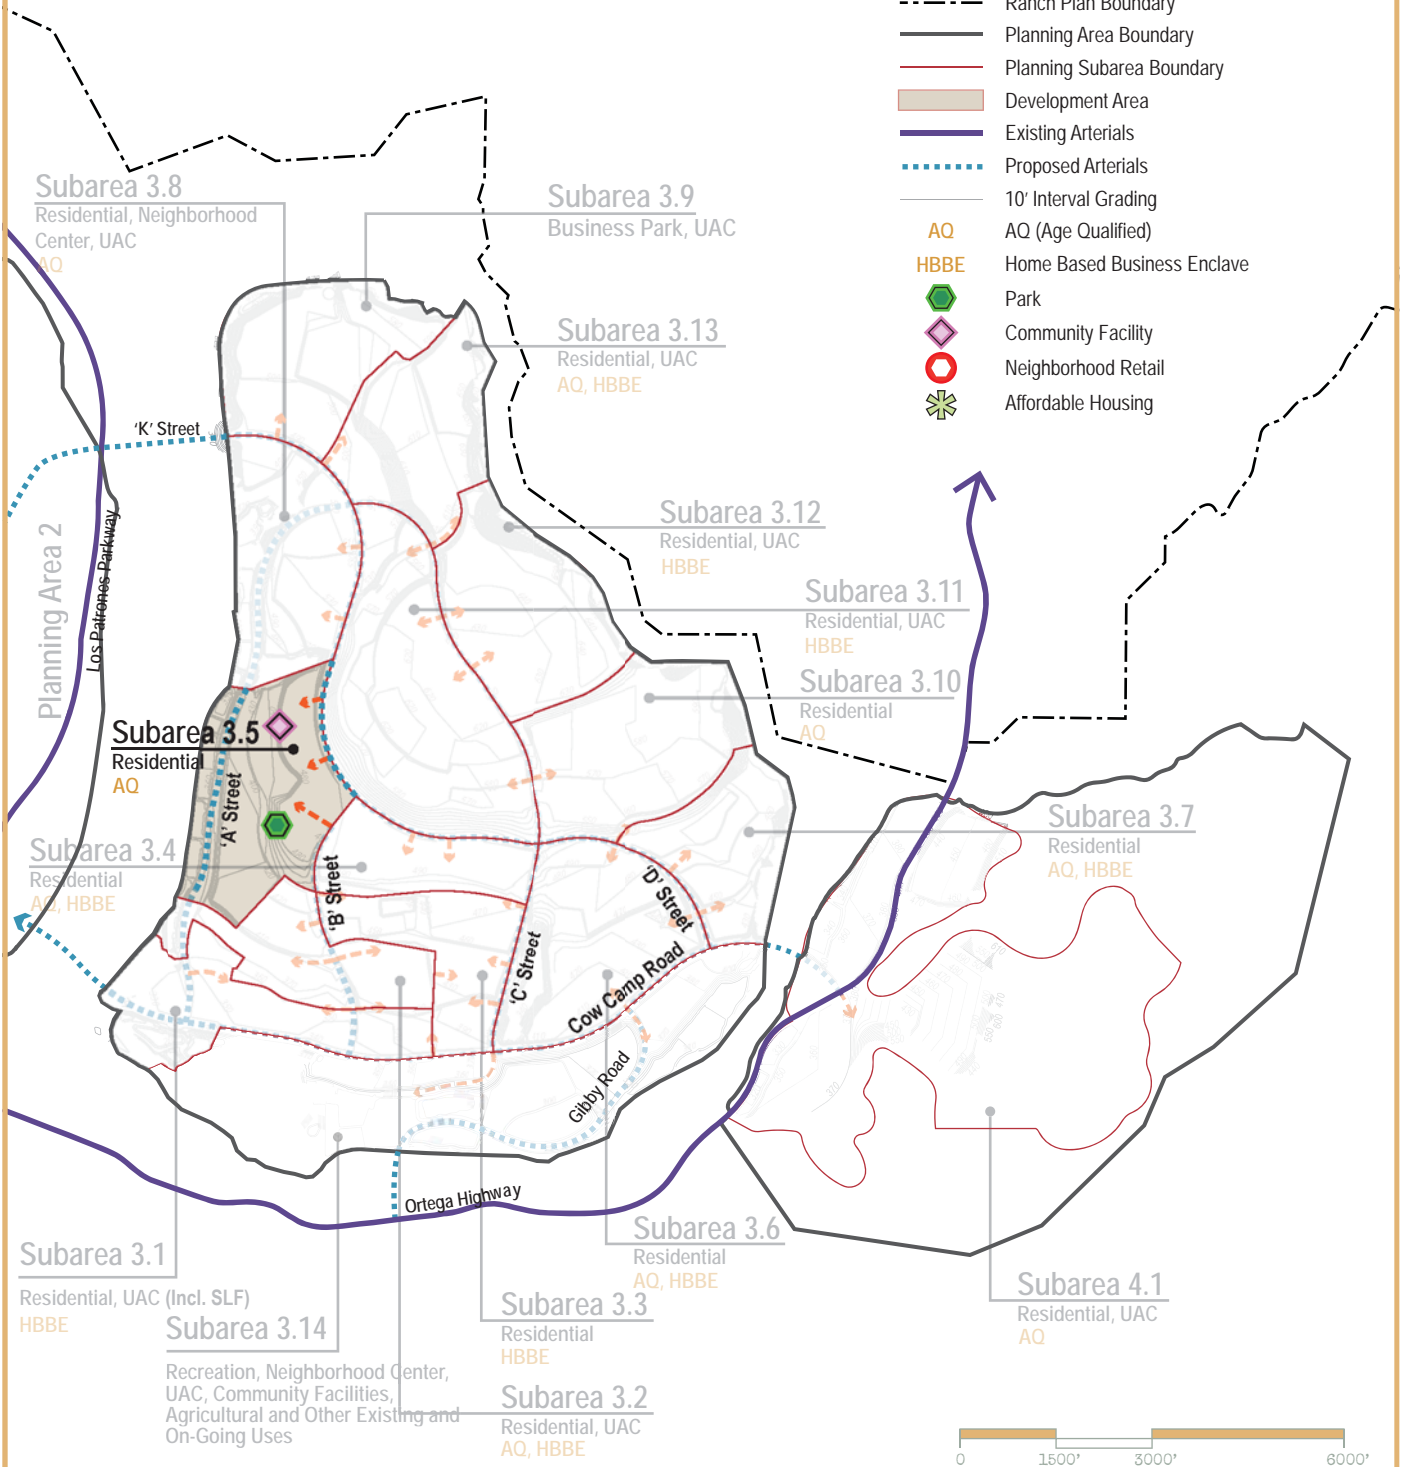 Ranch Plan Boundary
Planning Area Boundary
Planning Subarea Boundary
Development Area
Existing Arterials
Proposed Arterials
10' Interval Grading
AQ AQ (Age Qualified)
HBBE Home Based Business Enclave
Park
Community Facility
Neighborhood Retail
Affordable Housing
Subarea 3.8
Residential, Neighborhood
Center, UAC
AQ
Subarea 3.9
Business Park, UAC
Subarea 3.13
Residential, UAC
AQ, HBBE
'K' Street
Planning Area 2
Los Patrones Parkway
Subarea 3.12
Residential, UAC
HBBE
Subarea 3.11
Residential, UAC
HBBE
Subarea 3.10
Residential
AQ
Subarea 3.5
Residential
AQ
'A' Street
Subarea 3.4
Residential
AQ, HBBE
'B' Street
'C' Street
'D' Street
Cow Camp Road
Gibby Road
Subarea 3.7
Residential
AQ, HBBE
Ortega Highway
370
Subarea 3.1
Residential, UAC (Incl. SLF)
HBBE
Subarea 3.14
Recreation, Neighborhood Center,
UAC, Community Facilities,
Agricultural and Other Existing and
On-Going Uses
Subarea 3.6
Residential
AQ, HBBE
Subarea 3.3
Residential
HBBE
Subarea 3.2
Residential, UAC
AQ, HBBE
Subarea 4.1
Residential, UAC
AQ
0 1500' 3000' 6000'